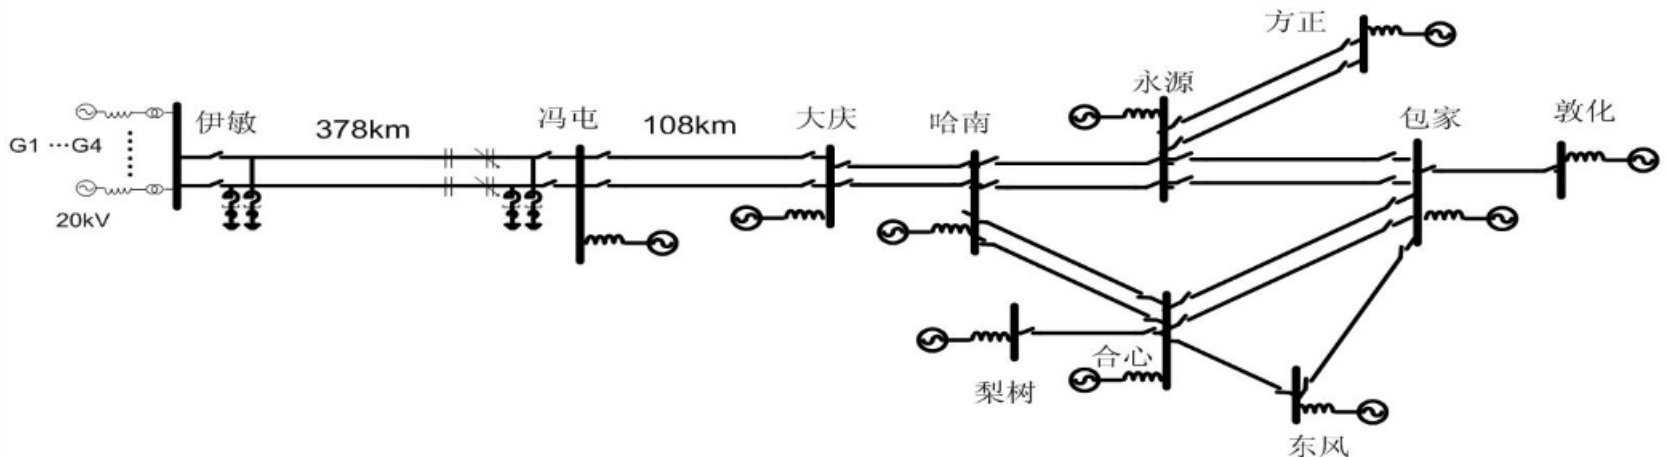 方正
永源
伊敏
378km
冯屯
108km
大庆
哈南
包家
敦化
G1 ···G4
20kV
合心
梨树
东风